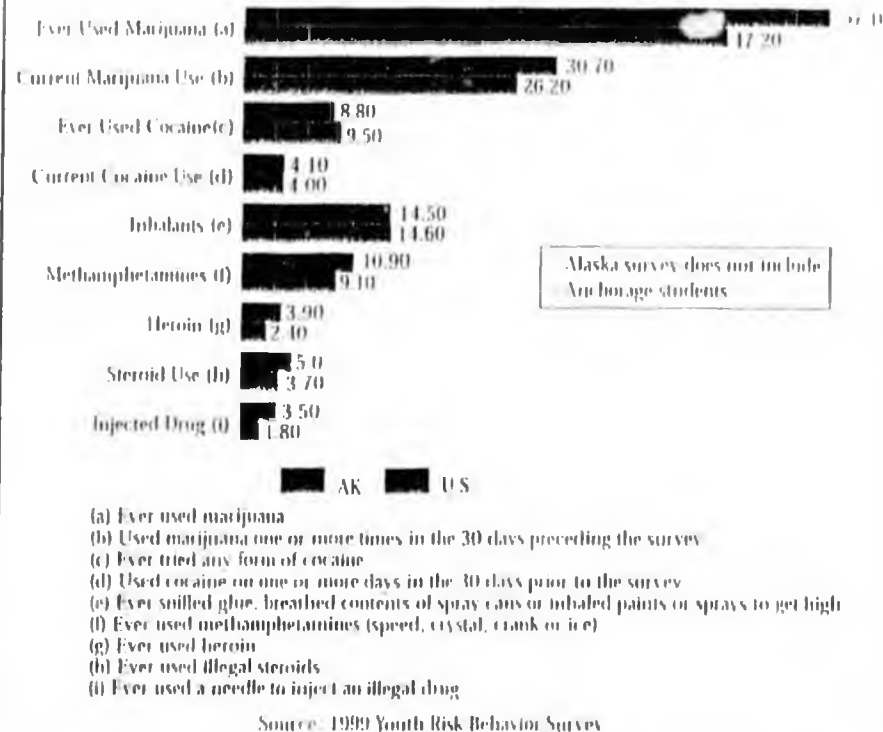 Ever Used Marijuana (a)
47.20
Current Marijuana Use (b) 30.70
26.20
Ever Used Cocaine(c) 8.80
9.50
Current Cocaine Use (d) 4.10
4.00
Inhalants (e) 14.50
14.60
Methamphetamines (f) 10.90
9.10
Heroin (g) 3.90
2.40
Steroid Use (h) 5.0
3.70
Injected Drug (i) 3.50
1.80
Alaska survey does not include
Anchorage students
AK US
(a) Ever used marijuana
(b) Used marijuana one or more times in the 30 days preceding the survey
(c) Ever tried any form of cocaine
(d) Used cocaine on one or more days in the 30 days prior to the survey
(e) Ever sniffed glue, breathed contents of spray cans or inhaled paints or sprays to get high
(f) Ever used methamphetamines (speed, crystal, crank or ice)
(g) Ever used heroin
(h) Ever used illegal steroids
(i) Ever used a needle to inject an illegal drug
Source: 1999 Youth Risk Behavior Survey